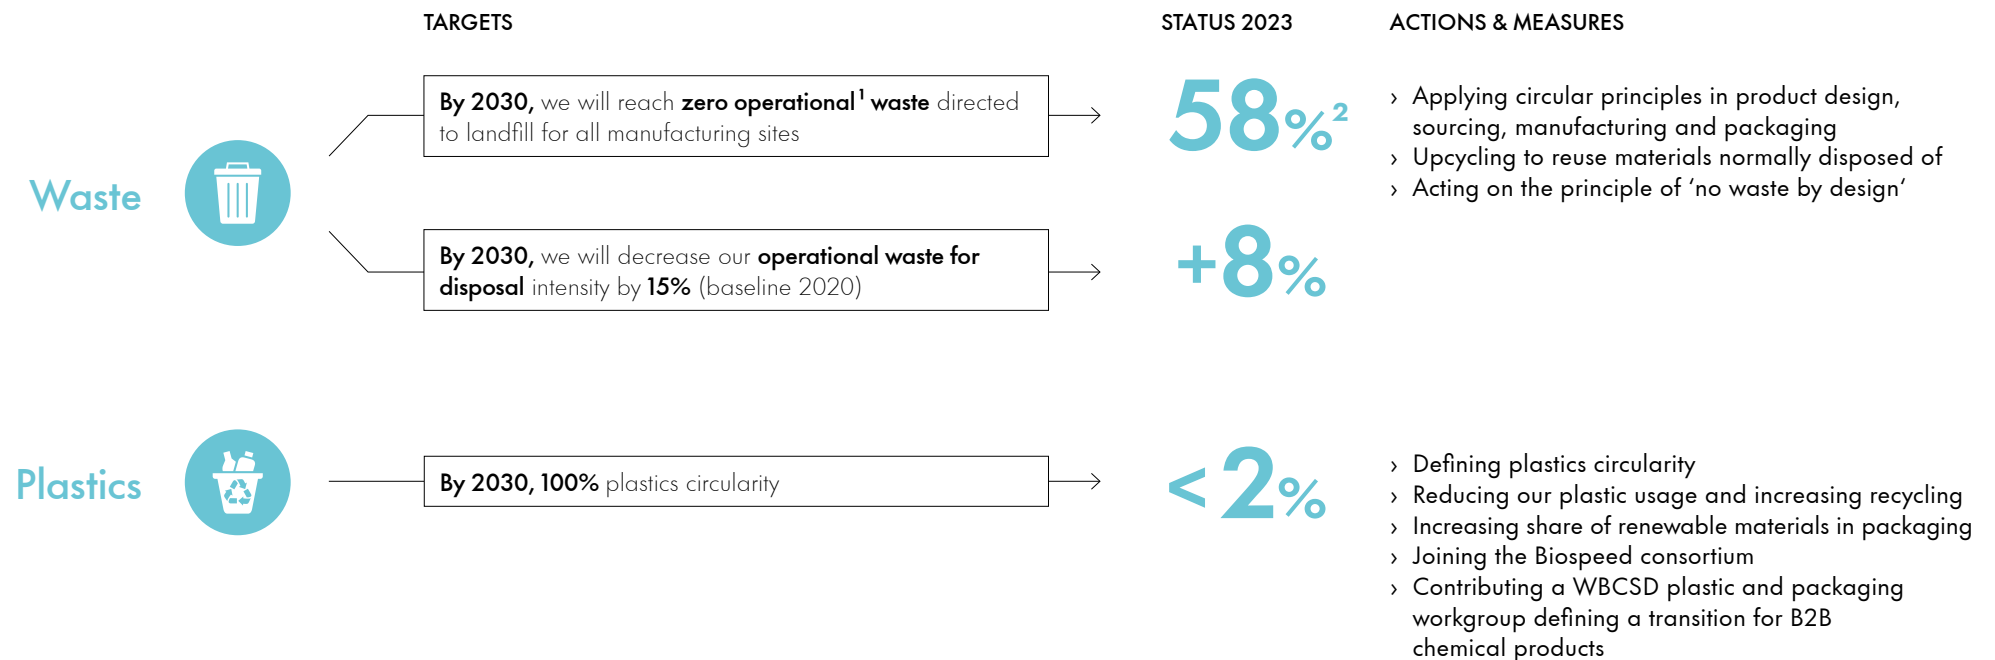 TARGETS
STATUS 2023
ACTIONS & MEASURES
Waste
By 2030, we will reach zero operational¹ waste directed
to landfill for all manufacturing sites
58%²
› Applying circular principles in product design,
sourcing, manufacturing and packaging
› Upcycling to reuse materials normally disposed of
› Acting on the principle of ‘no waste by design‘
By 2030, we will decrease our operational waste for
disposal intensity by 15% (baseline 2020)
+8%
Plastics
By 2030, 100% plastics circularity
<2%
› Defining plastics circularity
› Reducing our plastic usage and increasing recycling
› Increasing share of renewable materials in packaging
› Joining the Biospeed consortium
› Contributing a WBCSD plastic and packaging
workgroup defining a transition for B2B
chemical products